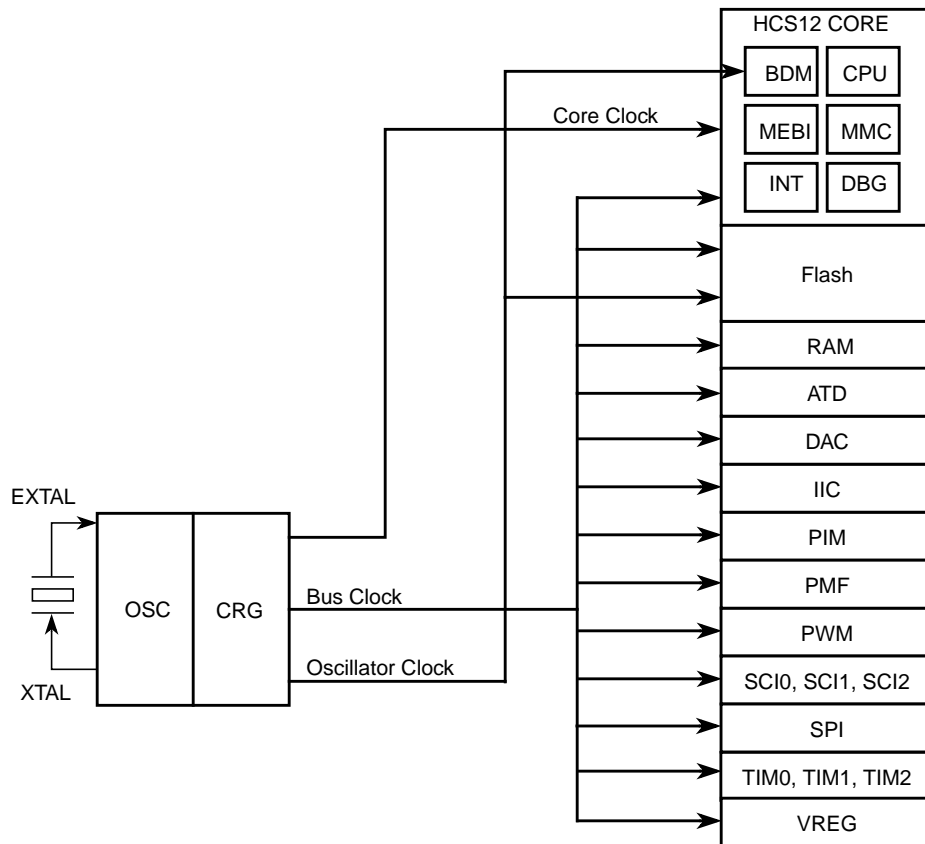 HCS12 CORE
BDM CPU
Core Clock
MEBI MMC
INT DBG
Flash
RAM
ATD
DAC
IIC
EXTAL
PIM
PMF
OSC CRG
Bus Clock
PWM
Oscillator Clock
XTAL
SCI0, SCI1, SCI2
SPI
TIM0, TIM1, TIM2
VREG